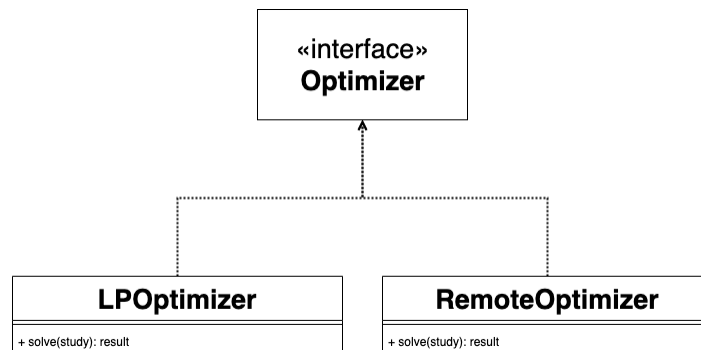 «interface»
Optimizer
LPOptimizer
+ solve(study): result
RemoteOptimizer
+ solve(study): result